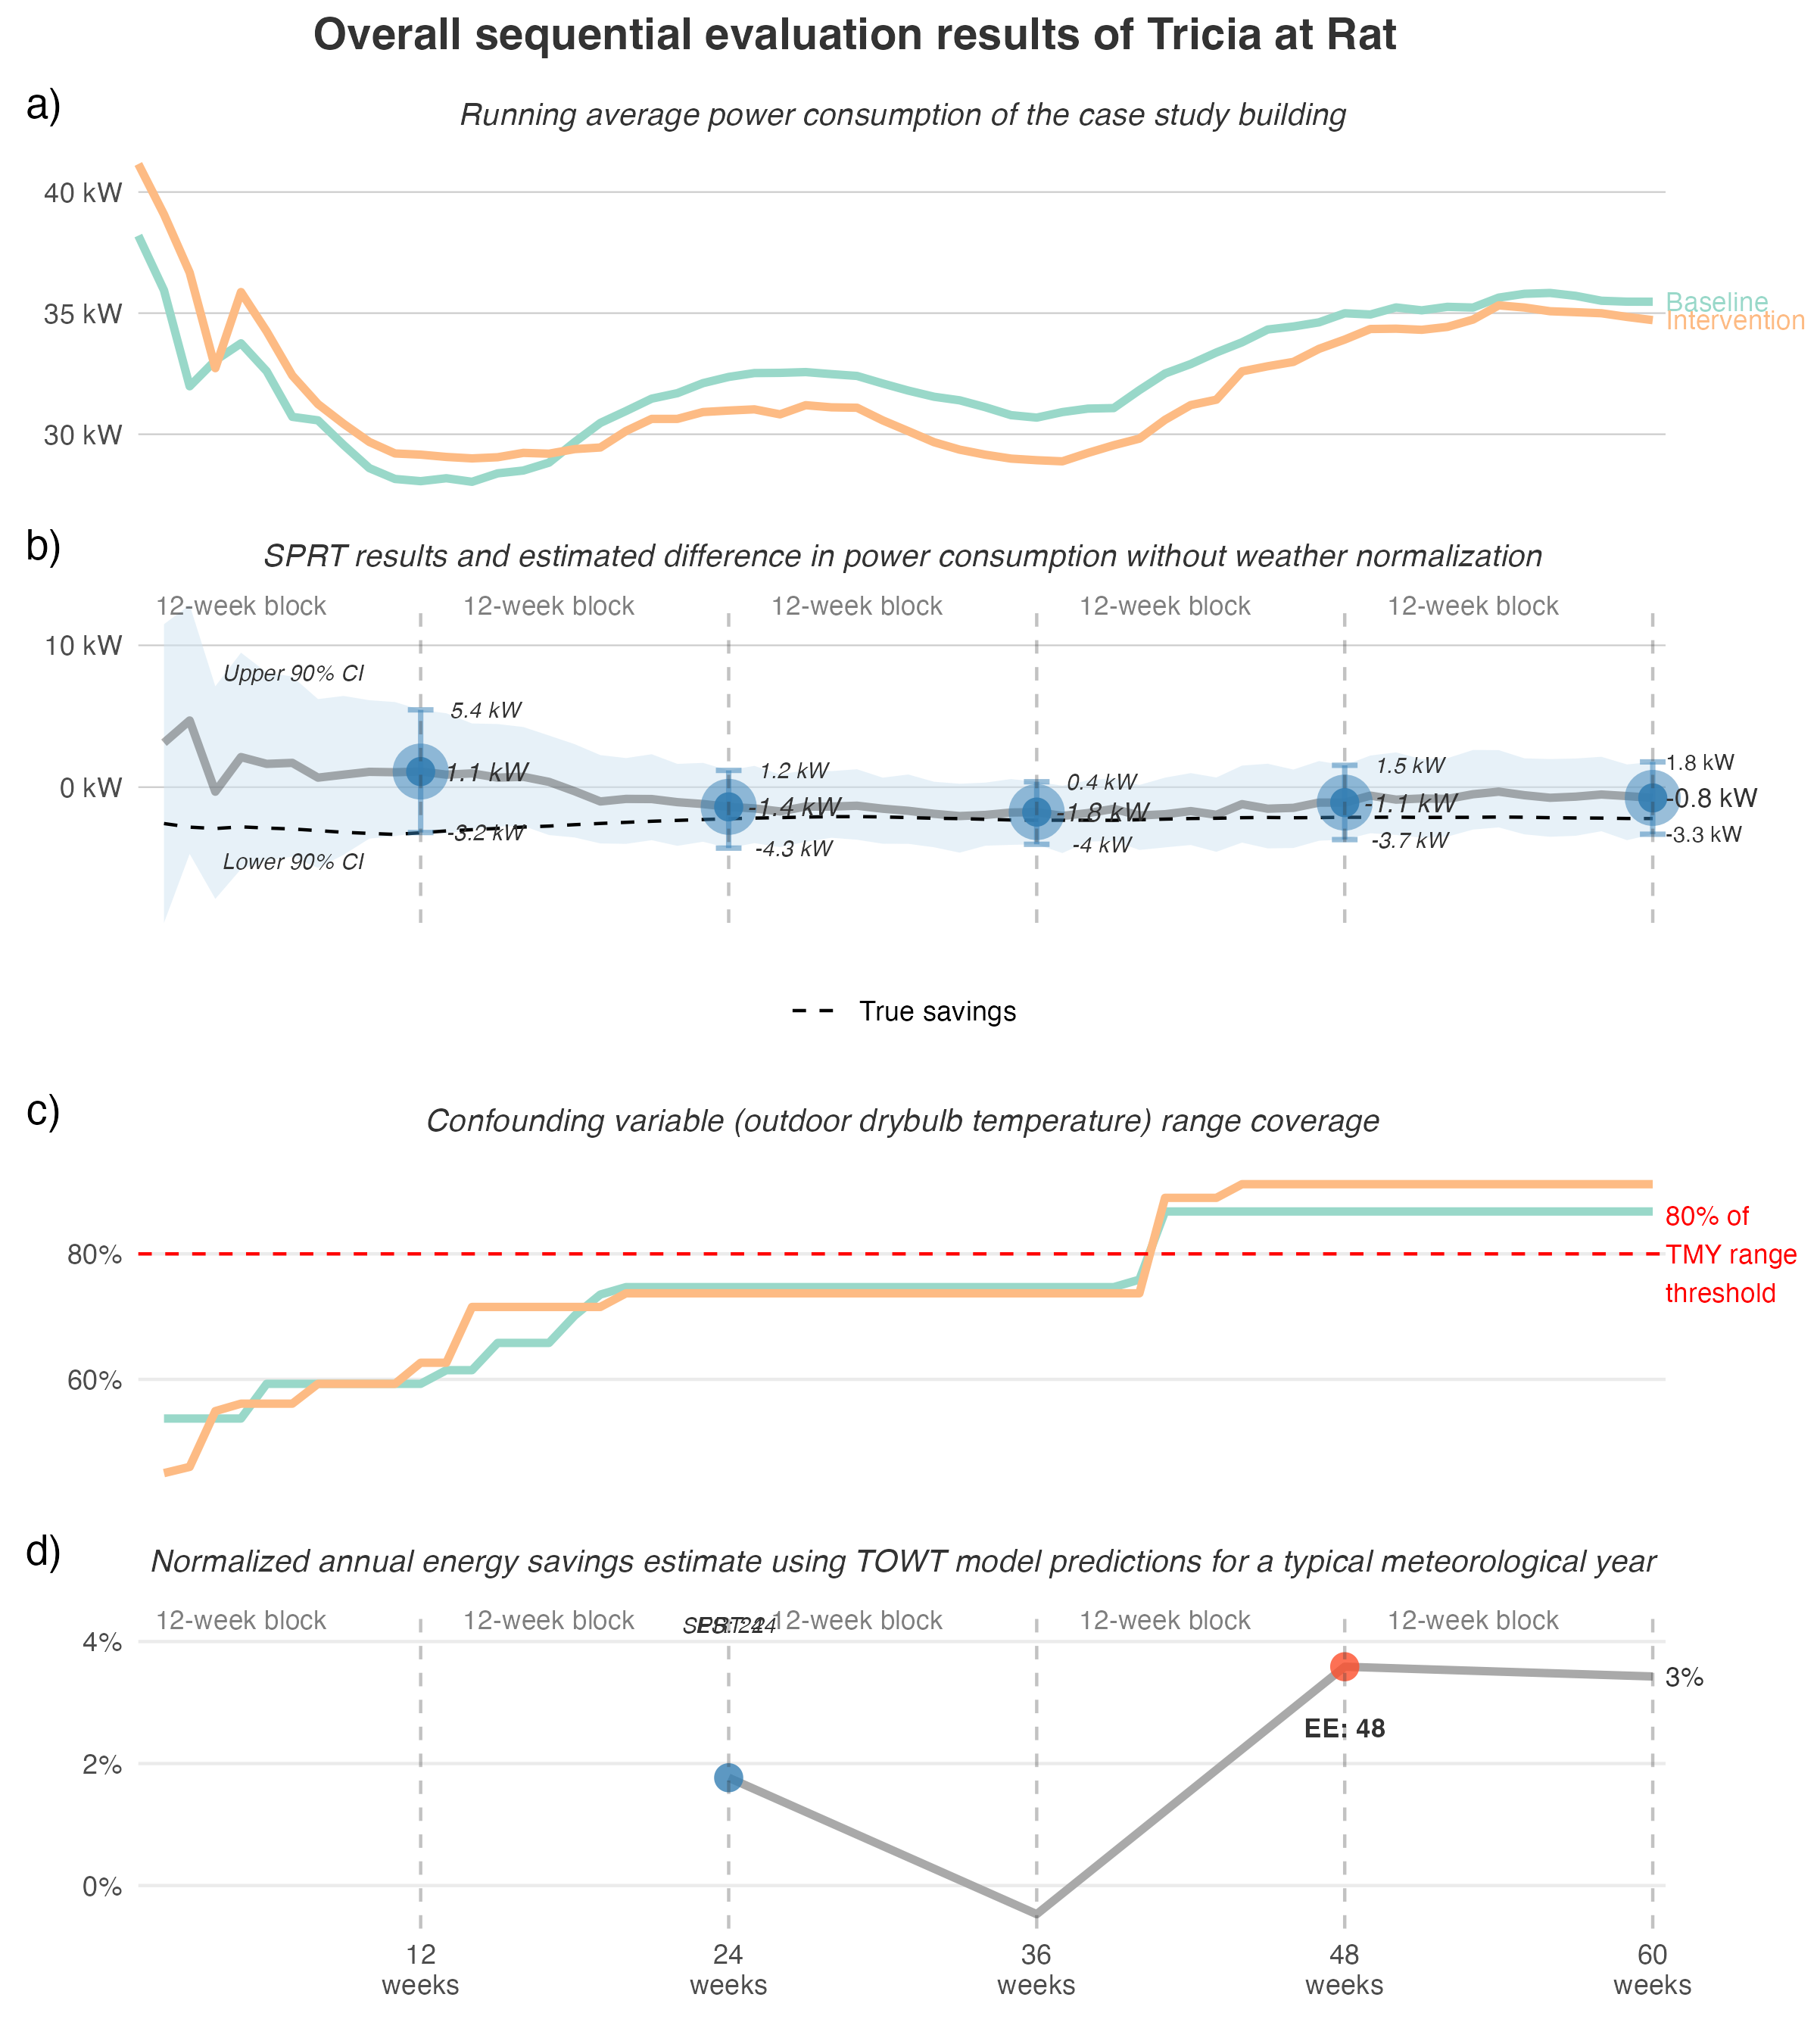 Overall sequential evaluation results of Tricia at Rat
a)
Running average power consumption of the case study building
40 kW
35 kW
30 kW
Baseline
Intervention
b)
SPRT results and estimated difference in power consumption without weather normalization
12-week block 12-week block 12-week block 12-week block 12-week block
10 kW
0 kW
Upper 90% CI
Lower 90% CI
5.4 kW
1.1 kW
-3.2 kW
1.2 kW
-1.4 kW
-4.3 kW
0.4 kW
-1.8 kW
-4 kW
1.5 kW
-1.1 kW
-3.7 kW
1.8 kW
-0.8 kW
-3.3 kW
True savings
c)
Confounding variable (outdoor drybulb temperature) range coverage
80%
60%
80% of
TMY range
threshold
d)
Normalized annual energy savings estimate using TOWT model predictions for a typical meteorological year
12-week block 12-week block 12-week block 12-week block 12-week block
4%
2%
0%
EE: 48
3%
12
weeks
24
weeks
36
weeks
48
weeks
60
weeks